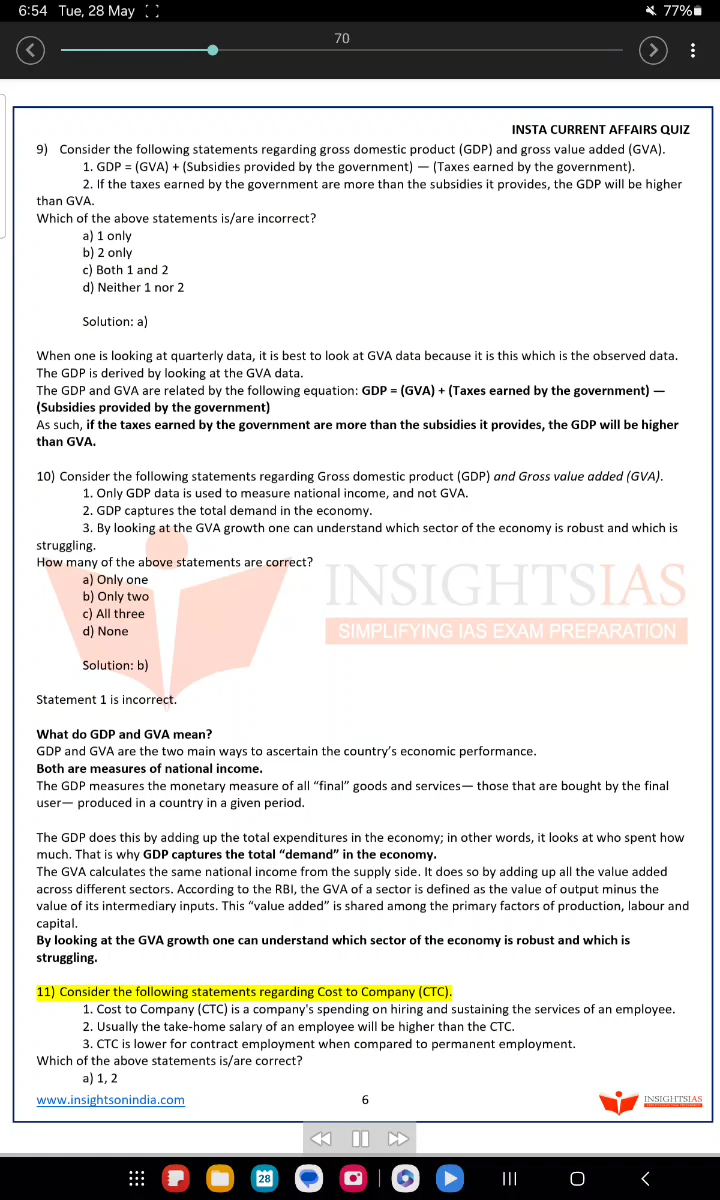 6:54 Tue, 28 May
77%
70
INSTA CURRENT AFFAIRS QUIZ
9) Consider the following statements regarding gross domestic product (GDP) and gross value added (GVA).
1. GDP = (GVA) + (Subsidies provided by the government) — (Taxes earned by the government).
2. If the taxes earned by the government are more than the subsidies it provides, the GDP will be higher
than GVA.
Which of the above statements is/are incorrect?
a) 1 only
b) 2 only
c) Both 1 and 2
d) Neither 1 nor 2
Solution: a)
When one is looking at quarterly data, it is best to look at GVA data because it is this which is the observed data.
The GDP is derived by looking at the GVA data.
The GDP and GVA are related by the following equation: GDP = (GVA) + (Taxes earned by the government) —
(Subsidies provided by the government)
As such, if the taxes earned by the government are more than the subsidies it provides, the GDP will be higher
than GVA.
10) Consider the following statements regarding Gross domestic product (GDP) and Gross value added (GVA).
1. Only GDP data is used to measure national income, and not GVA.
2. GDP captures the total demand in the economy.
3. By looking at the GVA growth one can understand which sector of the economy is robust and which is
struggling.
How many of the above statements are correct?
a) Only one
b) Only two
c) All three
d) None
INSIGHTSIAS
SIMPLIFYING IAS EXAM PREPARATION
Solution: b)
Statement 1 is incorrect.
What do GDP and GVA mean?
GDP and GVA are the two main ways to ascertain the country's economic performance.
Both are measures of national income.
The GDP measures the monetary measure of all "final" goods and services— those that are bought by the final
user— produced in a country in a given period.
The GDP does this by adding up the total expenditures in the economy; in other words, it looks at who spent how
much. That is why GDP captures the total "demand" in the economy.
The GVA calculates the same national income from the supply side. It does so by adding up all the value added
across different sectors. According to the RBI, the GVA of a sector is defined as the value of output minus the
value of its intermediary inputs. This "value added" is shared among the primary factors of production, labour and
capital.
By looking at the GVA growth one can understand which sector of the economy is robust and which is
struggling.
11) Consider the following statements regarding Cost to Company (CTC).
1. Cost to Company (CTC) is a company's spending on hiring and sustaining the services of an employee.
2. Usually the take-home salary of an employee will be higher than the CTC.
3. CTC is lower for contract employment when compared to permanent employment.
Which of the above statements is/are correct?
a) 1, 2
www.insightsonindia.com
6
INSIGHTSIAS
28